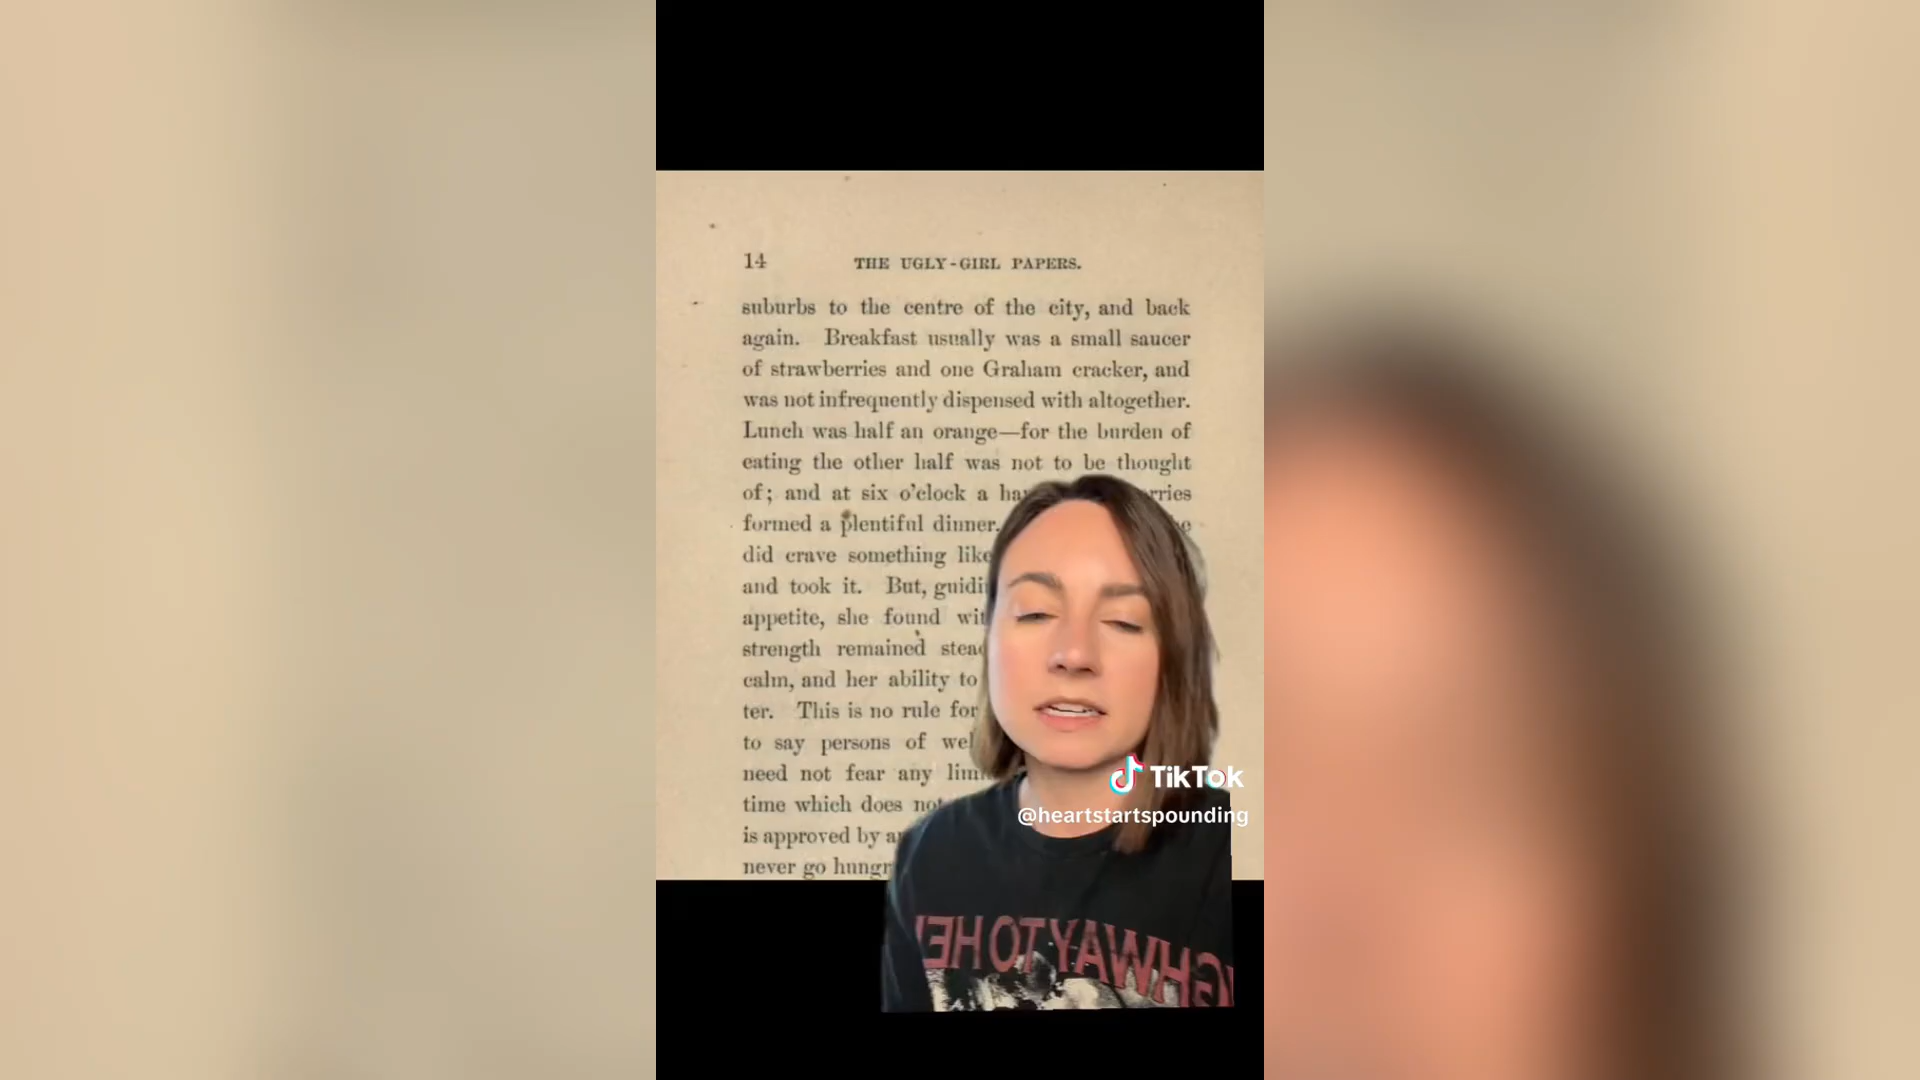 14 THE UGLY-GIRL PAPERS.
suburbs to the centre of the city, and back
again. Breakfast usually was a small saucer
of strawberries and one Graham cracker, and
was not infrequently dispensed with altogether.
Lunch was half an orange—for the burden of
eating the other half was not to be thought
of; and at six o'clock a
formed a plentiful dinner.
did crave something like
and took it. But,
appetite, she found
strength remained
calm, and her ability to
ter. This is no rule for
to say persons of
need not fear any
time which does not
is approved by
never go
TikTok
@heartstartspounding
HIGHWAY TO HE